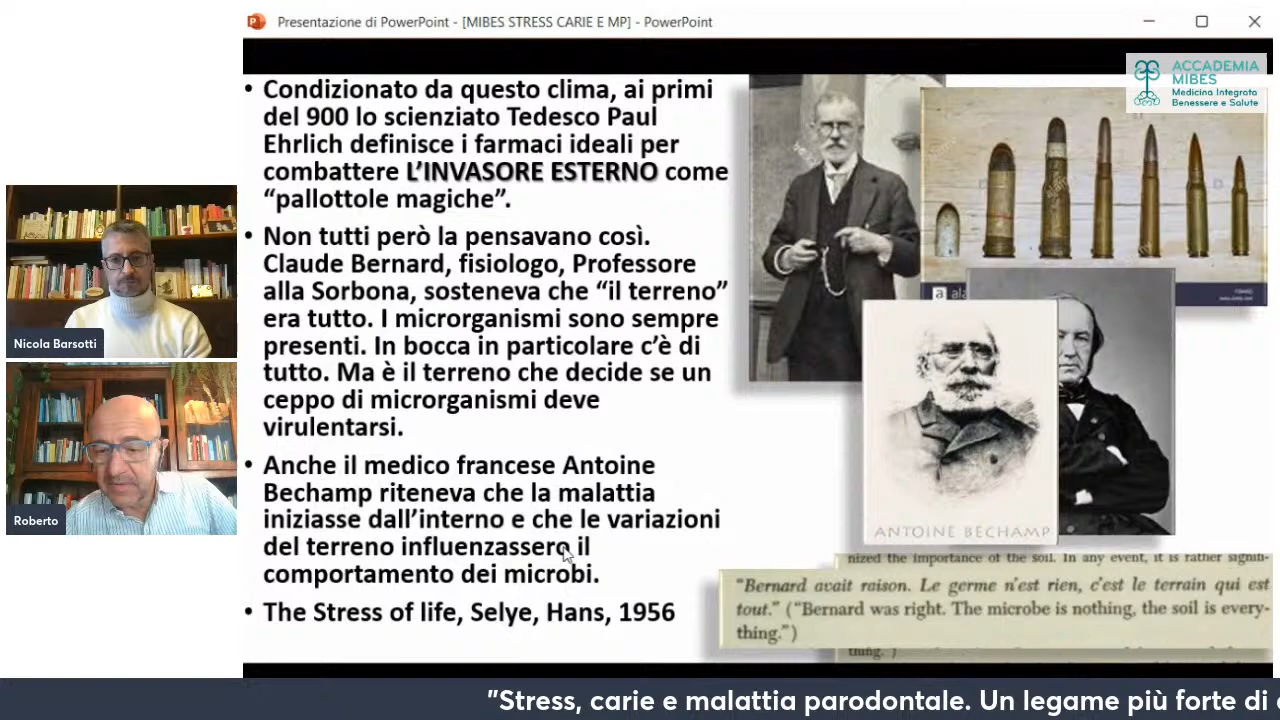 Presentazione di PowerPoint - [MIBES STRESS CARIE E MP] - PowerPoint
ACCADEMIA
MIBES
Medicina Integrata
Benessere e Salute
• Condizionato da questo clima, ai primi
del 900 lo scienziato Tedesco Paul
Ehrlich definisce i farmaci ideali per
combattere L'INVASORE ESTERNO come
“pallottole magiche”.
• Non tutti però la pensavano così.
Claude Bernard, fisiologo, Professore
alla Sorbona, sosteneva che “il terreno”
era tutto. I microrganismi sono sempre
presenti. In bocca in particolare c'è di
tutto. Ma è il terreno che decide se un
ceppo di microrganismi deve
virulentarsi.
• Anche il medico francese Antoine
Bechamp riteneva che la malattia
iniziasse dall'interno e che le variazioni
del terreno influenzassero il
comportamento dei microbi.
• The Stress of life, Selye, Hans, 1956
a ala
ANTOINE BECHAMP
nized the importance of the soil. In any event, it is rather signifi-
“Bernard avait raison. Le germe n'est rien, c'est le terrain qui est
tout.” (“Bernard was right. The microbe is nothing, the soil is every-
thing.”)
thing.”)
Nicola Barsotti
Roberto
"Stress, carie e malattia parodontale. Un legame più forte di